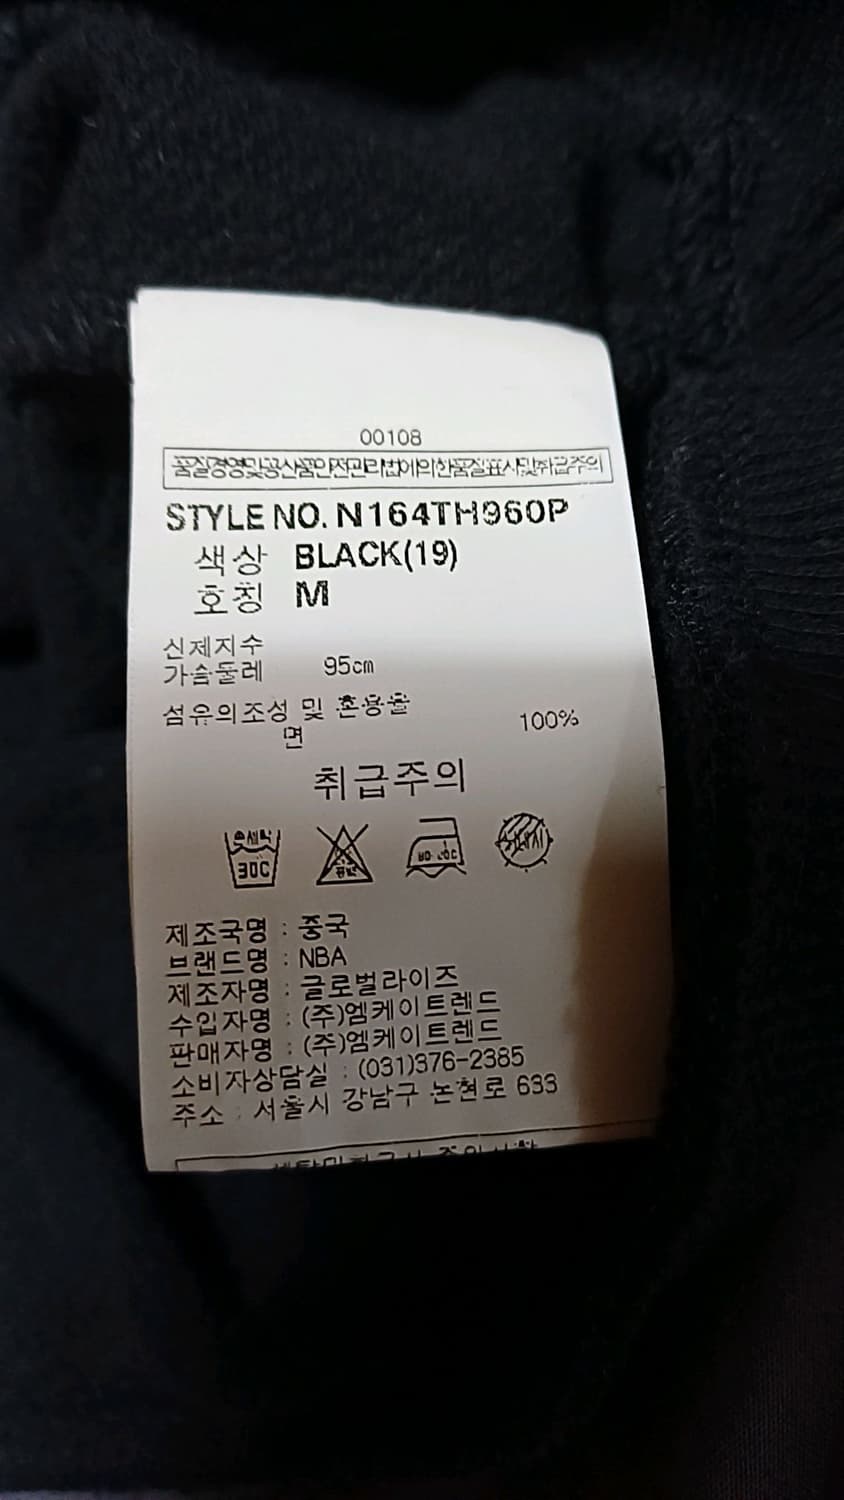 00108
품질경영및공산품안전관리법에의한품질표시및취급주의
STYLE NO. N164TH960P
색상 BLACK(19)
호칭 M
신체치수
가슴둘레 95cm
섬유의조성 및 혼용율
면 100%
취급주의
손세탁
30C
제조국명 : 중국
브랜드명 : NBA
제조자명 : 글로벌라이즈
수입자명 : (주)엠케이트렌드
판매자명 : (주)엠케이트렌드
소비자상담실 : (031)376-2385
주소 : 서울시 강남구 논현로 633